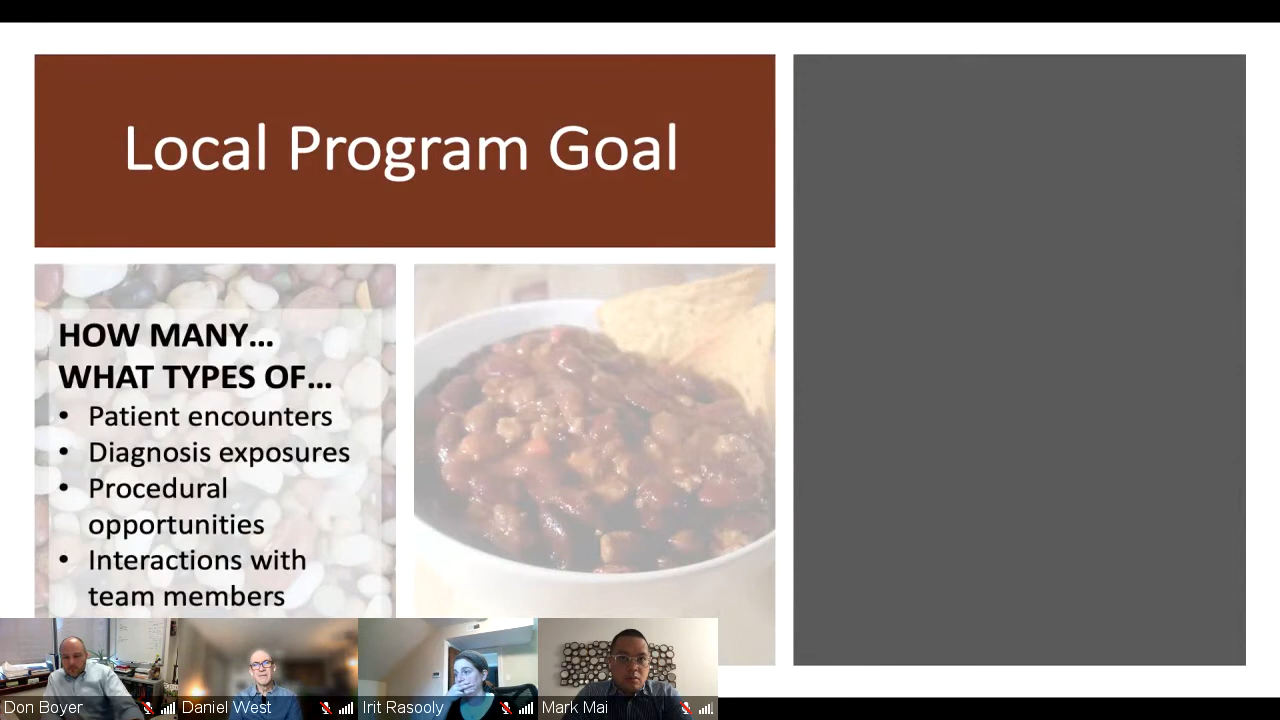 Local Program Goal
HOW MANY…
WHAT TYPES OF…
• Patient encounters
• Diagnosis exposures
• Procedural
opportunities
• Interactions with
team members
Don Boyer
Daniel West
Irit Rasooly
Mark Mai